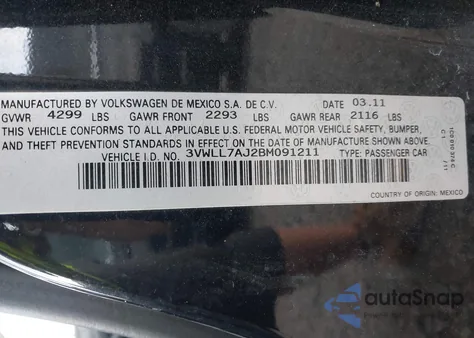 MANUFACTURED BY VOLKSWAGEN DE MEXICO S.A. DE C.V. DATE 03.11
GVWR 4299 LBS GAWR FRONT 2293 LBS GAWR REAR 2116 LBS
THIS VEHICLE CONFORMS TO ALL APPLICABLE U.S. FEDERAL MOTOR VEHICLE SAFETY, BUMPER,
AND THEFT PREVENTION STANDARDS IN EFFECT ON THE DATE OF MANUFACTURE SHOWN ABOVE.
VEHICLE I.D. NO. 3VWLL7AJ2BM091211 TYPE: PASSENGER CAR
COUNTRY OF ORIGIN: MEXICO
autoSnap